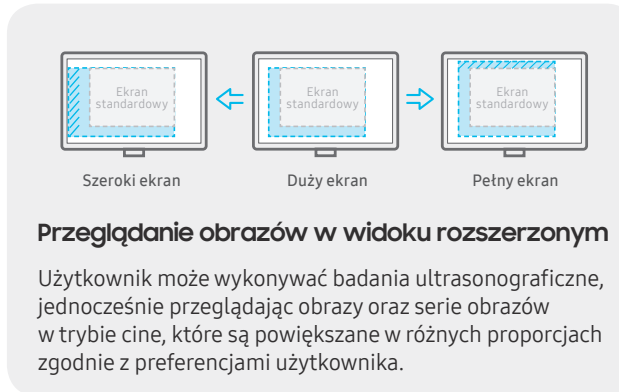 Ekran
standardowy
Ekran
standardowy
Ekran
standardowy
Szeroki ekran
Duży ekran
Pełny ekran
Przeglądanie obrazów w widoku rozszerzonym
Użytkownik może wykonywać badania ultrasonograficzne,
jednocześnie przeglądając obrazy oraz serie obrazów
w trybie cine, które są powiększane w różnych proporcjach
zgodnie z preferencjami użytkownika.